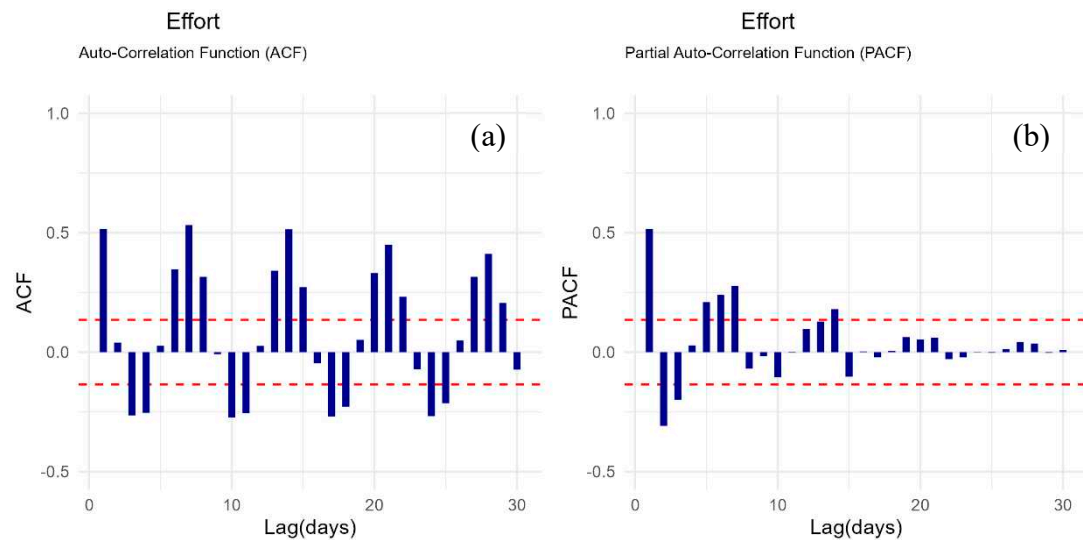 Effort
Auto-Correlation Function (ACF)
(a)
1.0
0.5
0.0
-0.5
ACF
0
10
20
30
Lag(days)
Effort
Partial Auto-Correlation Function (PACF)
(b)
1.0
0.5
0.0
-0.5
PACF
0
10
20
30
Lag(days)